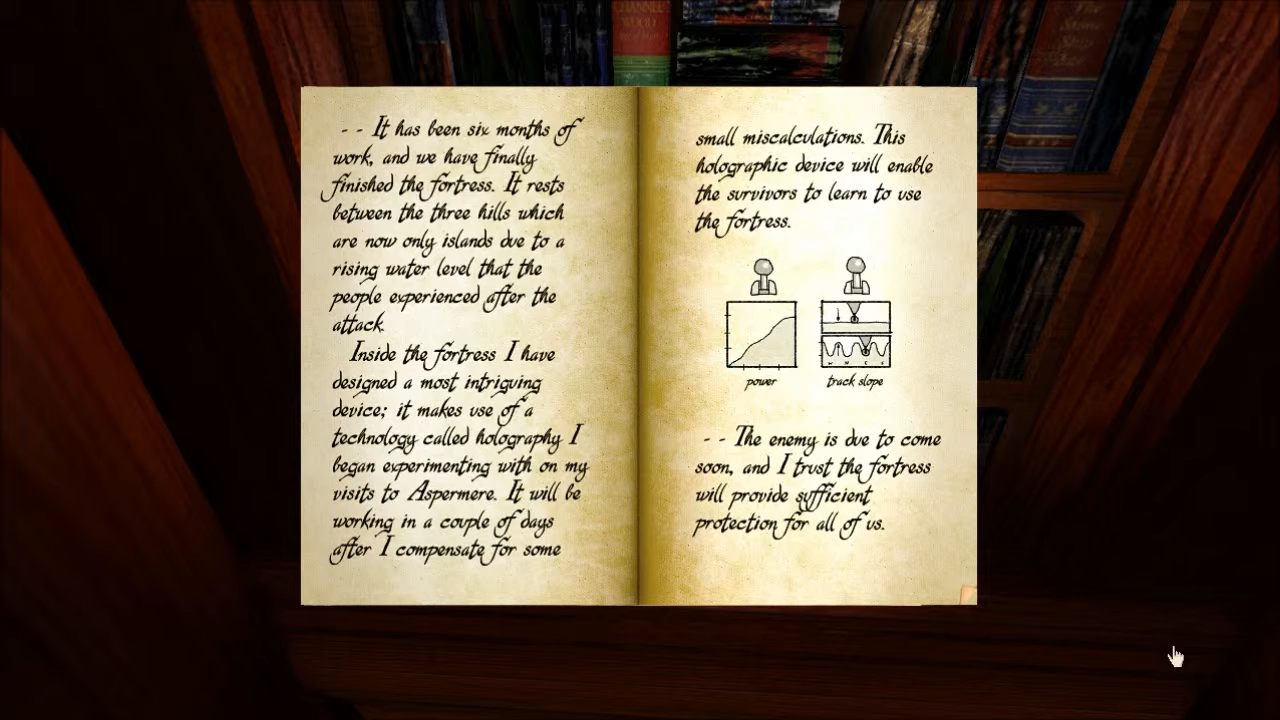 CHANNEL
WOOD
The
Stone
Ship
- - It has been six months of
work, and we have finally
finished the fortress. It rests
between the three hills which
are now only islands due to a
rising water level that the
people experienced after the
attack.
Inside the fortress I have
designed a most intriguing
device; it makes use of a
technology called holography I
began experimenting with on my
visits to Aspermere. It will be
working in a couple of days
after I compensate for some
small miscalculations. This
holographic device will enable
the survivors to learn to use
the fortress.
power
track slope
- - The enemy is due to come
soon, and I trust the fortress
will provide sufficient
protection for all of us.